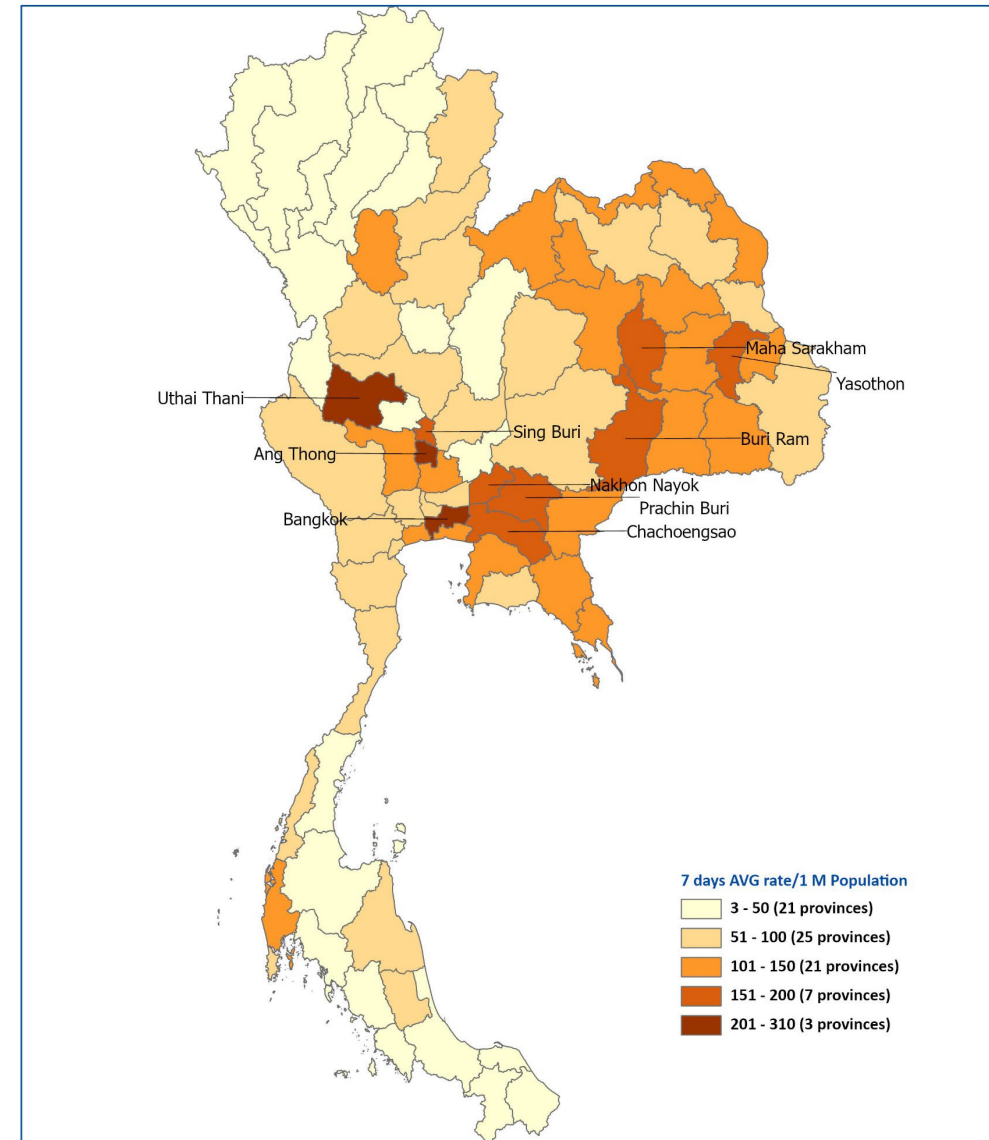 Maha Sarakham
Yasothon
Uthai Thani
Sing Buri
Buri Ram
Ang Thong
Nakhon Nayok
Prachin Buri
Bangkok
Chachoengsao
7 days AVG rate/1 M Population
3 - 50 (21 provinces)
51 - 100 (25 provinces)
101 - 150 (21 provinces)
151 - 200 (7 provinces)
201 - 310 (3 provinces)